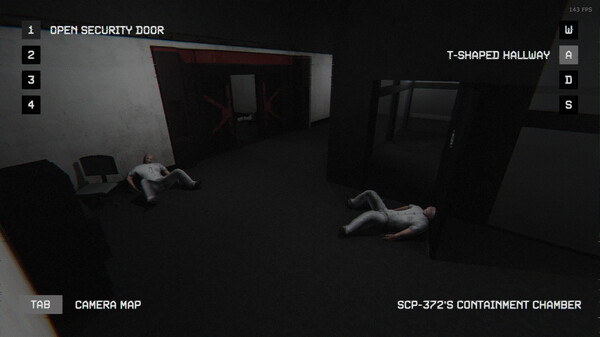 143 FPS
1 OPEN SECURITY DOOR
W
2
T-SHAPED HALLWAY A
3
D
4
S
TAB CAMERA MAP
SCP-372'S CONTAINMENT CHAMBER